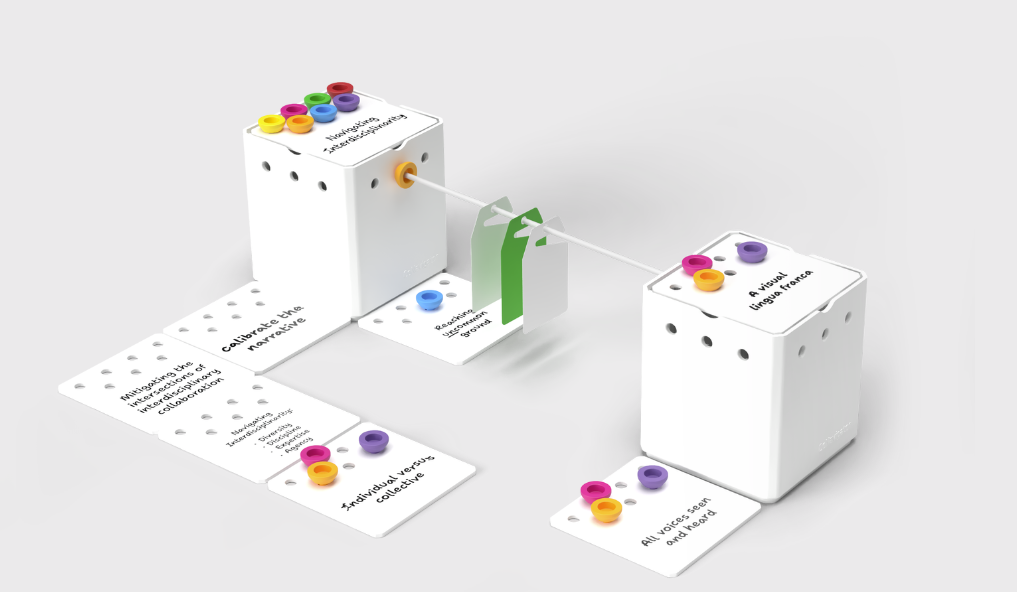 Navigating
Interdisciplinarity
A visual
lingua franca
Reaching
uncommon
ground
Calibrate the
narrative
Mitigating the
intersections of
interdisciplinary
collaboration
Navigating
Interdisciplinarity:
· Diversity
· Discipline
· Expertise
· Agency
Individual versus
collective
All voices seen
and heard